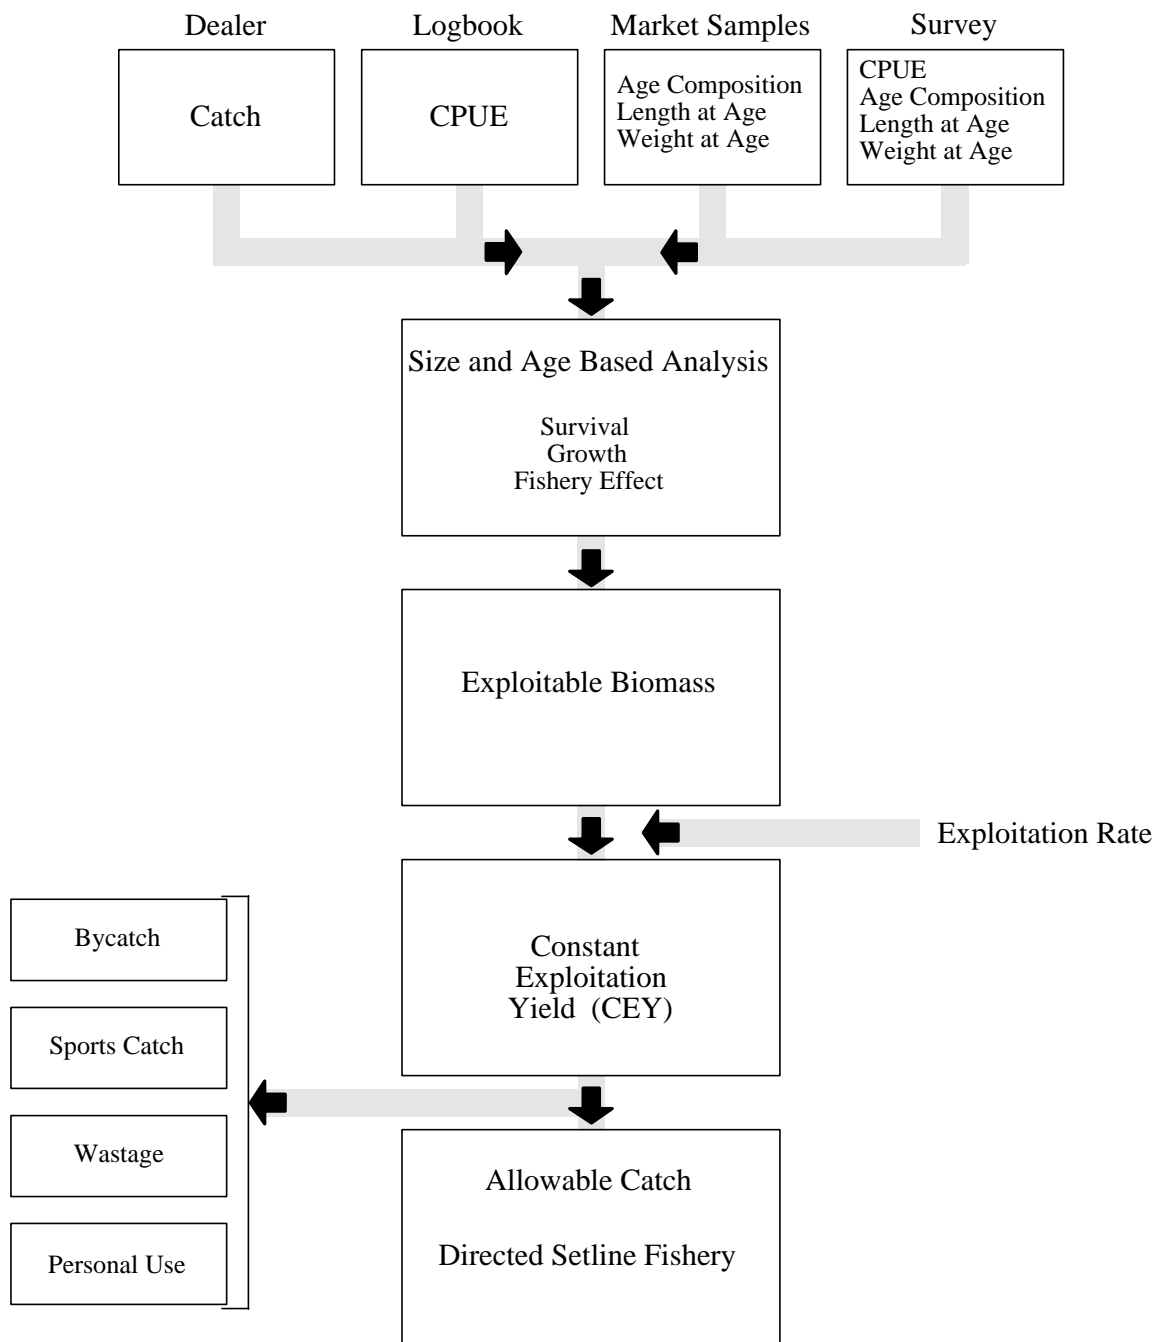 Dealer
Logbook
Market Samples
Survey
Catch
CPUE
Age Composition
Length at Age
Weight at Age
CPUE
Age Composition
Length at Age
Weight at Age
Size and Age Based Analysis
Survival
Growth
Fishery Effect
Exploitable Biomass
Exploitation Rate
Constant
Exploitation
Yield (CEY)
Bycatch
Sports Catch
Wastage
Personal Use
Allowable Catch
Directed Setline Fishery